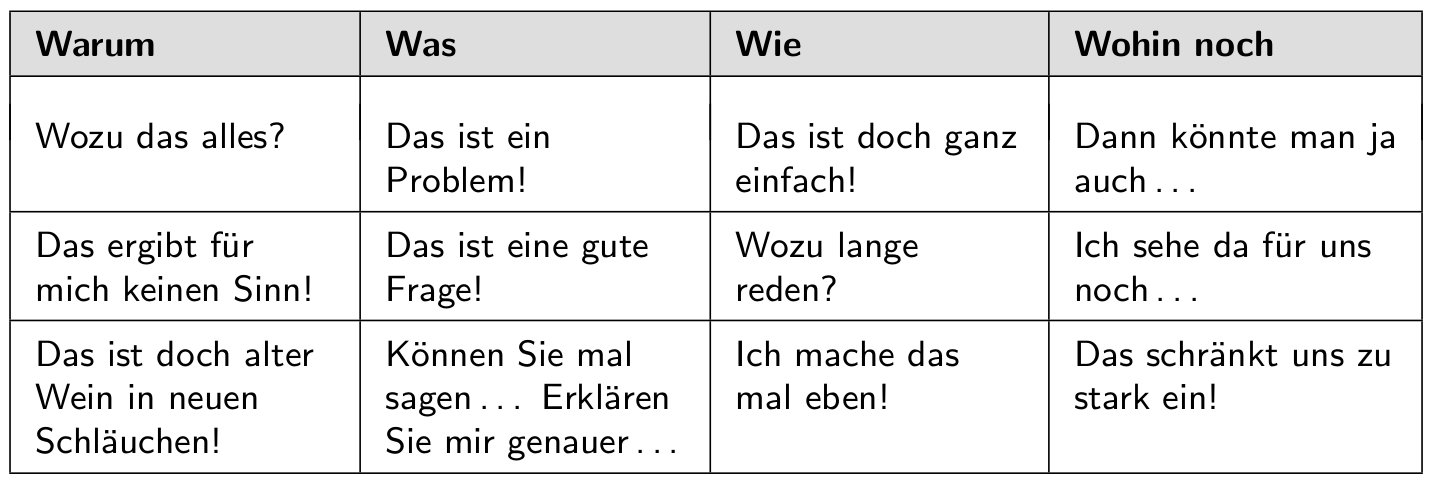 Warum Was Wie Wohin noch
Wozu das alles? Das ist ein Das ist doch ganz Dann könnte man ja
Problem! einfach! auch...
Das ergibt für Das ist eine gute Wozu lange Ich sehe da für uns
mich keinen Sinn! Frage! reden? noch...
Das ist doch alter Können Sie mal Ich mache das Das schränkt uns zu
Wein in neuen sagen... Erklären mal eben! stark ein!
Schläuchen! Sie mir genauer...